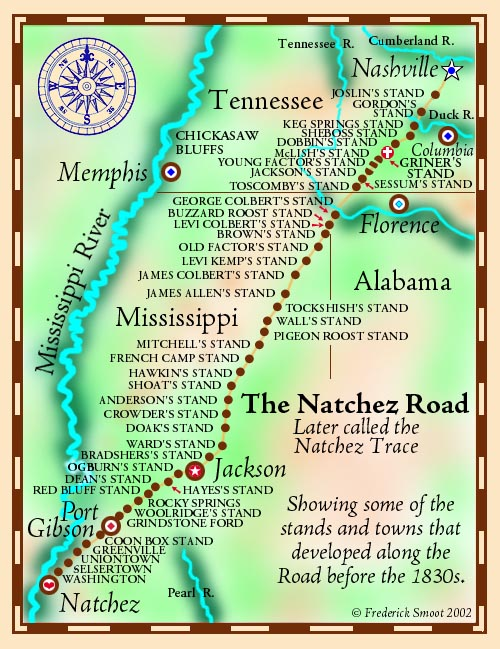 Tennessee R.
Cumberland R.
Nashville
JOSLIN'S STAND
GORDON'S
STAND
Duck R.
Tennessee
KEG SPRINGS STAND
SHEBOSS STAND
DOBBIN'S STAND
McLISH'S STAND
Columbia
CHICKASAW
BLUFFS
YOUNG FACTOR'S STAND
GRINER'S
STAND
JACKSON'S STAND
Memphis
TOSCOMBY'S STAND
SESSUM'S STAND
N
NE
E
SE
S
SW
W
NW
GEORGE COLBERT'S STAND
BUZZARD ROOST STAND
LEVI COLBERT'S STAND
Florence
BROWN'S STAND
OLD FACTOR'S STAND
LEVI KEMP'S STAND
JAMES COLBERT'S STAND
Alabama
JAMES ALLEN'S STAND
Mississippi River
TOCKSHISH'S STAND
WALL'S STAND
Mississippi
PIGEON ROOST STAND
MITCHELL'S STAND
FRENCH CAMP STAND
HAWKIN'S STAND
SHOAT'S STAND
ANDERSON'S STAND
CROWDER'S STAND
DOAK'S STAND
The Natchez Road
Later called the
Natchez Trace
WARD'S STAND
BRADSHERS'S STAND
OGBURN'S STAND
Jackson
DEAN'S STAND
RED BLUFF STAND
HAYES'S STAND
ROCKY SPRINGS
WOOLRIDGE'S STAND
GRINDSTONE FORD
Port
Gibson
COON BOX STAND
GREENVILLE
UNIONTOWN
SELSERTOWN
WASHINGTON
Natchez
Pearl R.
Showing some of the
stands and towns that
developed along the
Road before the 1830s.
© Frederick Smoot 2002